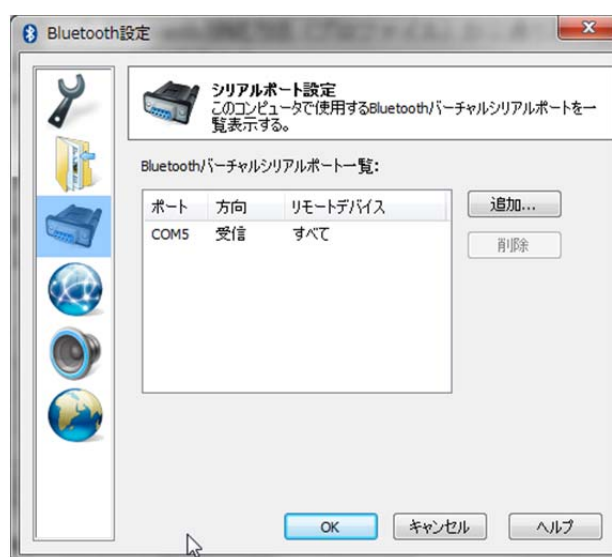 Bluetooth設定
シリアルポート設定
このコンピュータで使用するBluetoothバーチャルシリアルポートを一
覧表示する。
Bluetoothバーチャルシリアルポート一覧:
ポート 方向 リモートデバイス
COM5 受信 すべて
追加...
削除
OK キャンセル ヘルプ